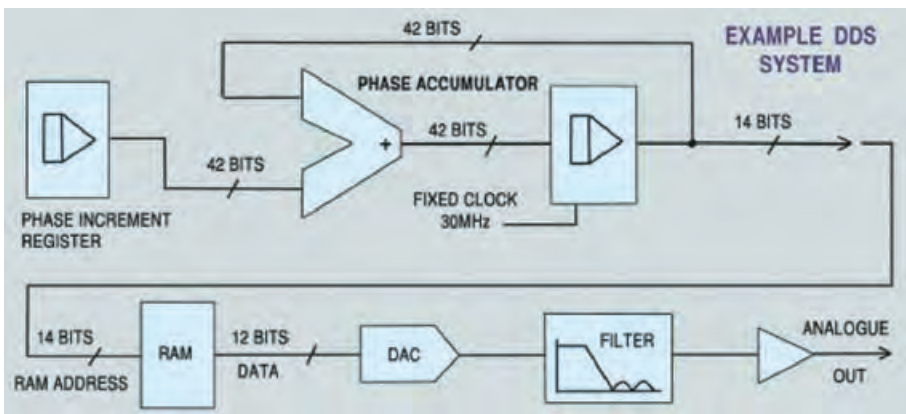 42 BITS
EXAMPLE DDS
SYSTEM
PHASE ACCUMULATOR
42 BITS
14 BITS
+
42 BITS
FIXED CLOCK
30MHz
PHASE INCREMENT
REGISTER
14 BITS
RAM ADDRESS
RAM
12 BITS
DATA
DAC
FILTER
ANALOGUE
OUT